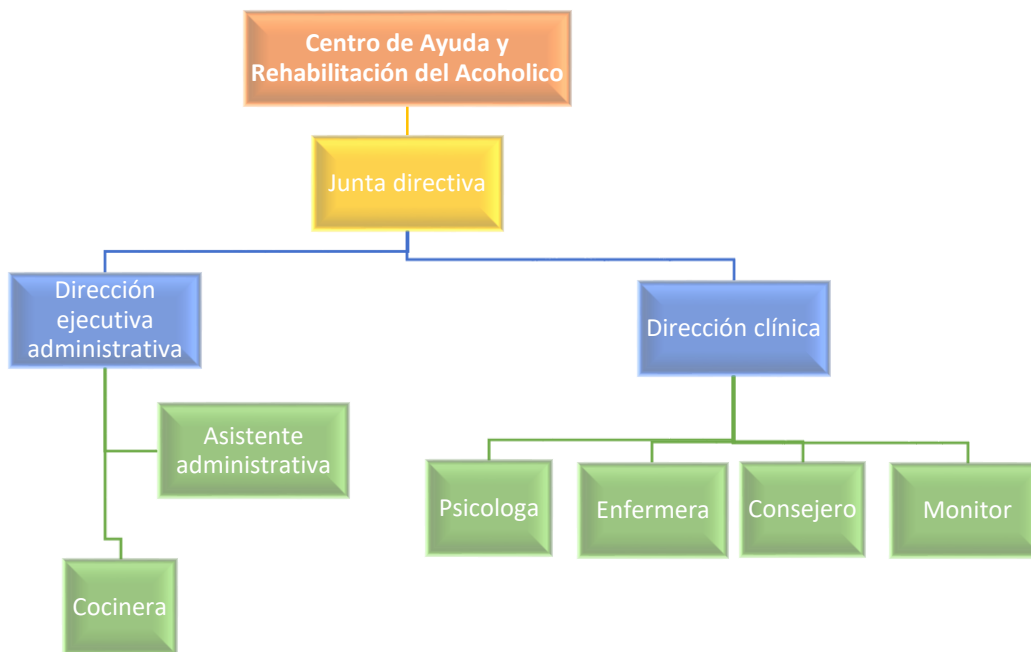 Centro de Ayuda y
Rehabilitación del Acoholico
Junta directiva
Dirección
ejecutiva
administrativa
Dirección clínica
Asistente
administrativa
Psicologa
Enfermera
Consejero
Monitor
Cocinera